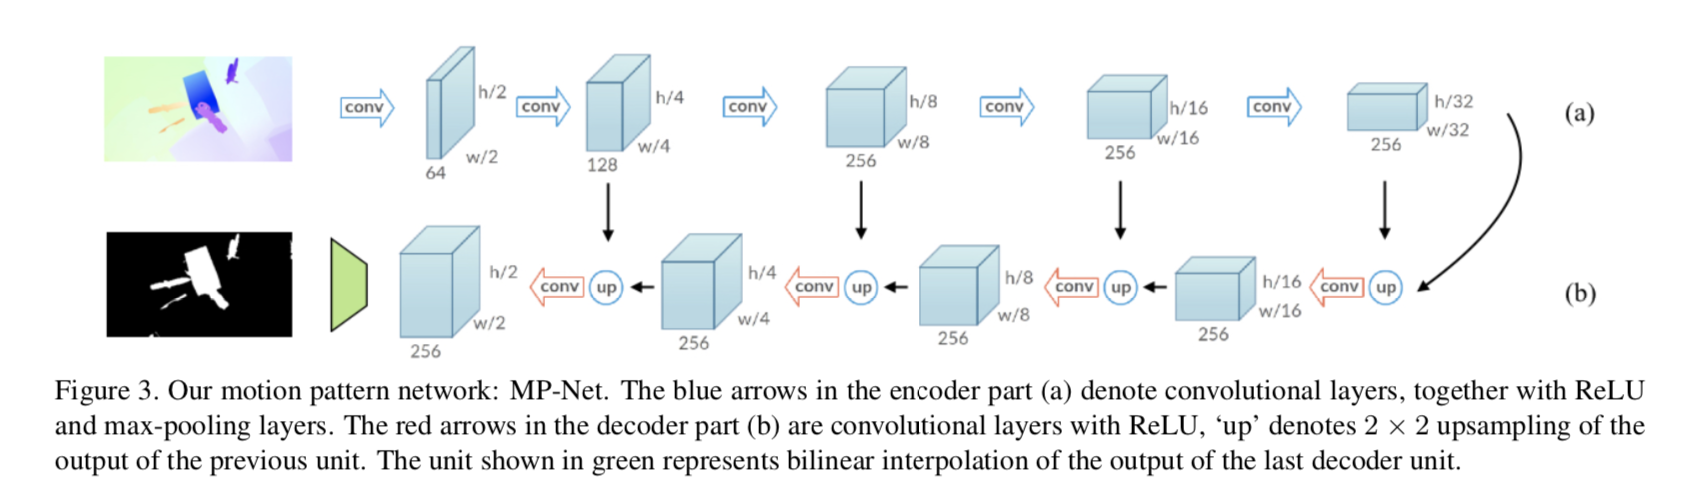 conv
h/2
w/2
64
conv
h/4
w/4
128
conv
h/8
w/8
256
conv
h/16
w/16
256
conv
h/32
w/32
256
(a)
256
h/2
w/2
conv
up
256
h/4
w/4
conv
up
256
h/8
w/8
conv
up
256
h/16
w/16
conv
up
(b)
Figure 3. Our motion pattern network: MP-Net. The blue arrows in the encoder part (a) denote convolutional layers, together with ReLU
and max-pooling layers. The red arrows in the decoder part (b) are convolutional layers with ReLU, ‘up’ denotes 2 × 2 upsampling of the
output of the previous unit. The unit shown in green represents bilinear interpolation of the output of the last decoder unit.